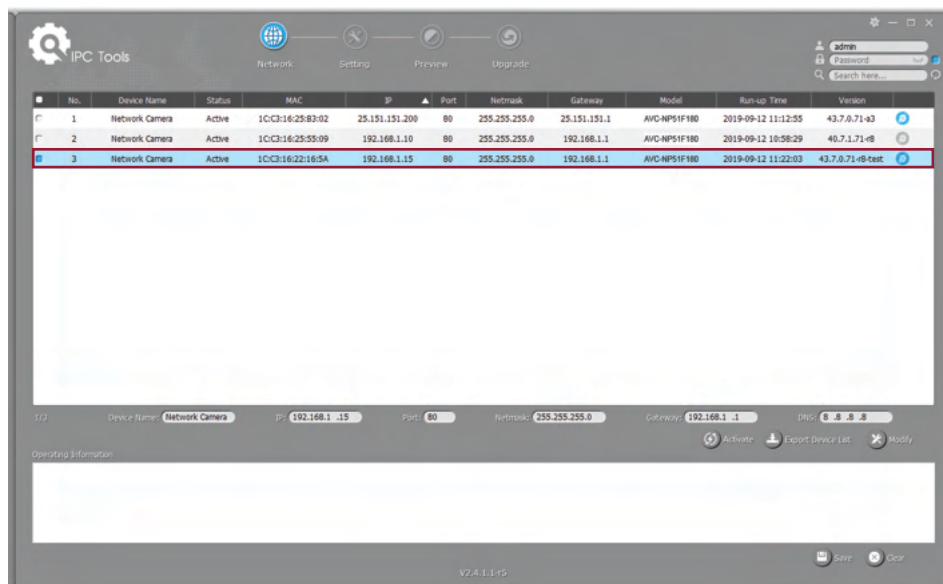 IPC Tools
Network Setting Preview Upgrade
admin
Password
Search here...
No. Device Name Status MAC IP Port Netmask Gateway Model Run-up Time Version
1 Network Camera Active 1C:C3:16:25:B3:02 25.151.151.200 80 255.255.255.0 25.151.151.1 AVC-NP51F180 2019-09-12 11:12:55 43.7.0.71-a3
2 Network Camera Active 1C:C3:16:25:55:09 192.168.1.10 80 255.255.255.0 192.168.1.1 AVC-NP51F180 2019-09-12 10:58:29 40.7.1.71-r8
3 Network Camera Active 1C:C3:16:22:16:5A 192.168.1.15 80 255.255.255.0 192.168.1.1 AVC-NP51F180 2019-09-12 11:22:03 43.7.0.71-r8-test
1/3 Device Name: Network Camera IP: 192.168.1 .15 Port: 80 Netmask: 255.255.255.0 Gateway: 192.168.1 .1 DNS: 8 .8 .8 .8
Activate Export Device List Modify
Operating Information
Save Clear
V2.4.1.1-r5